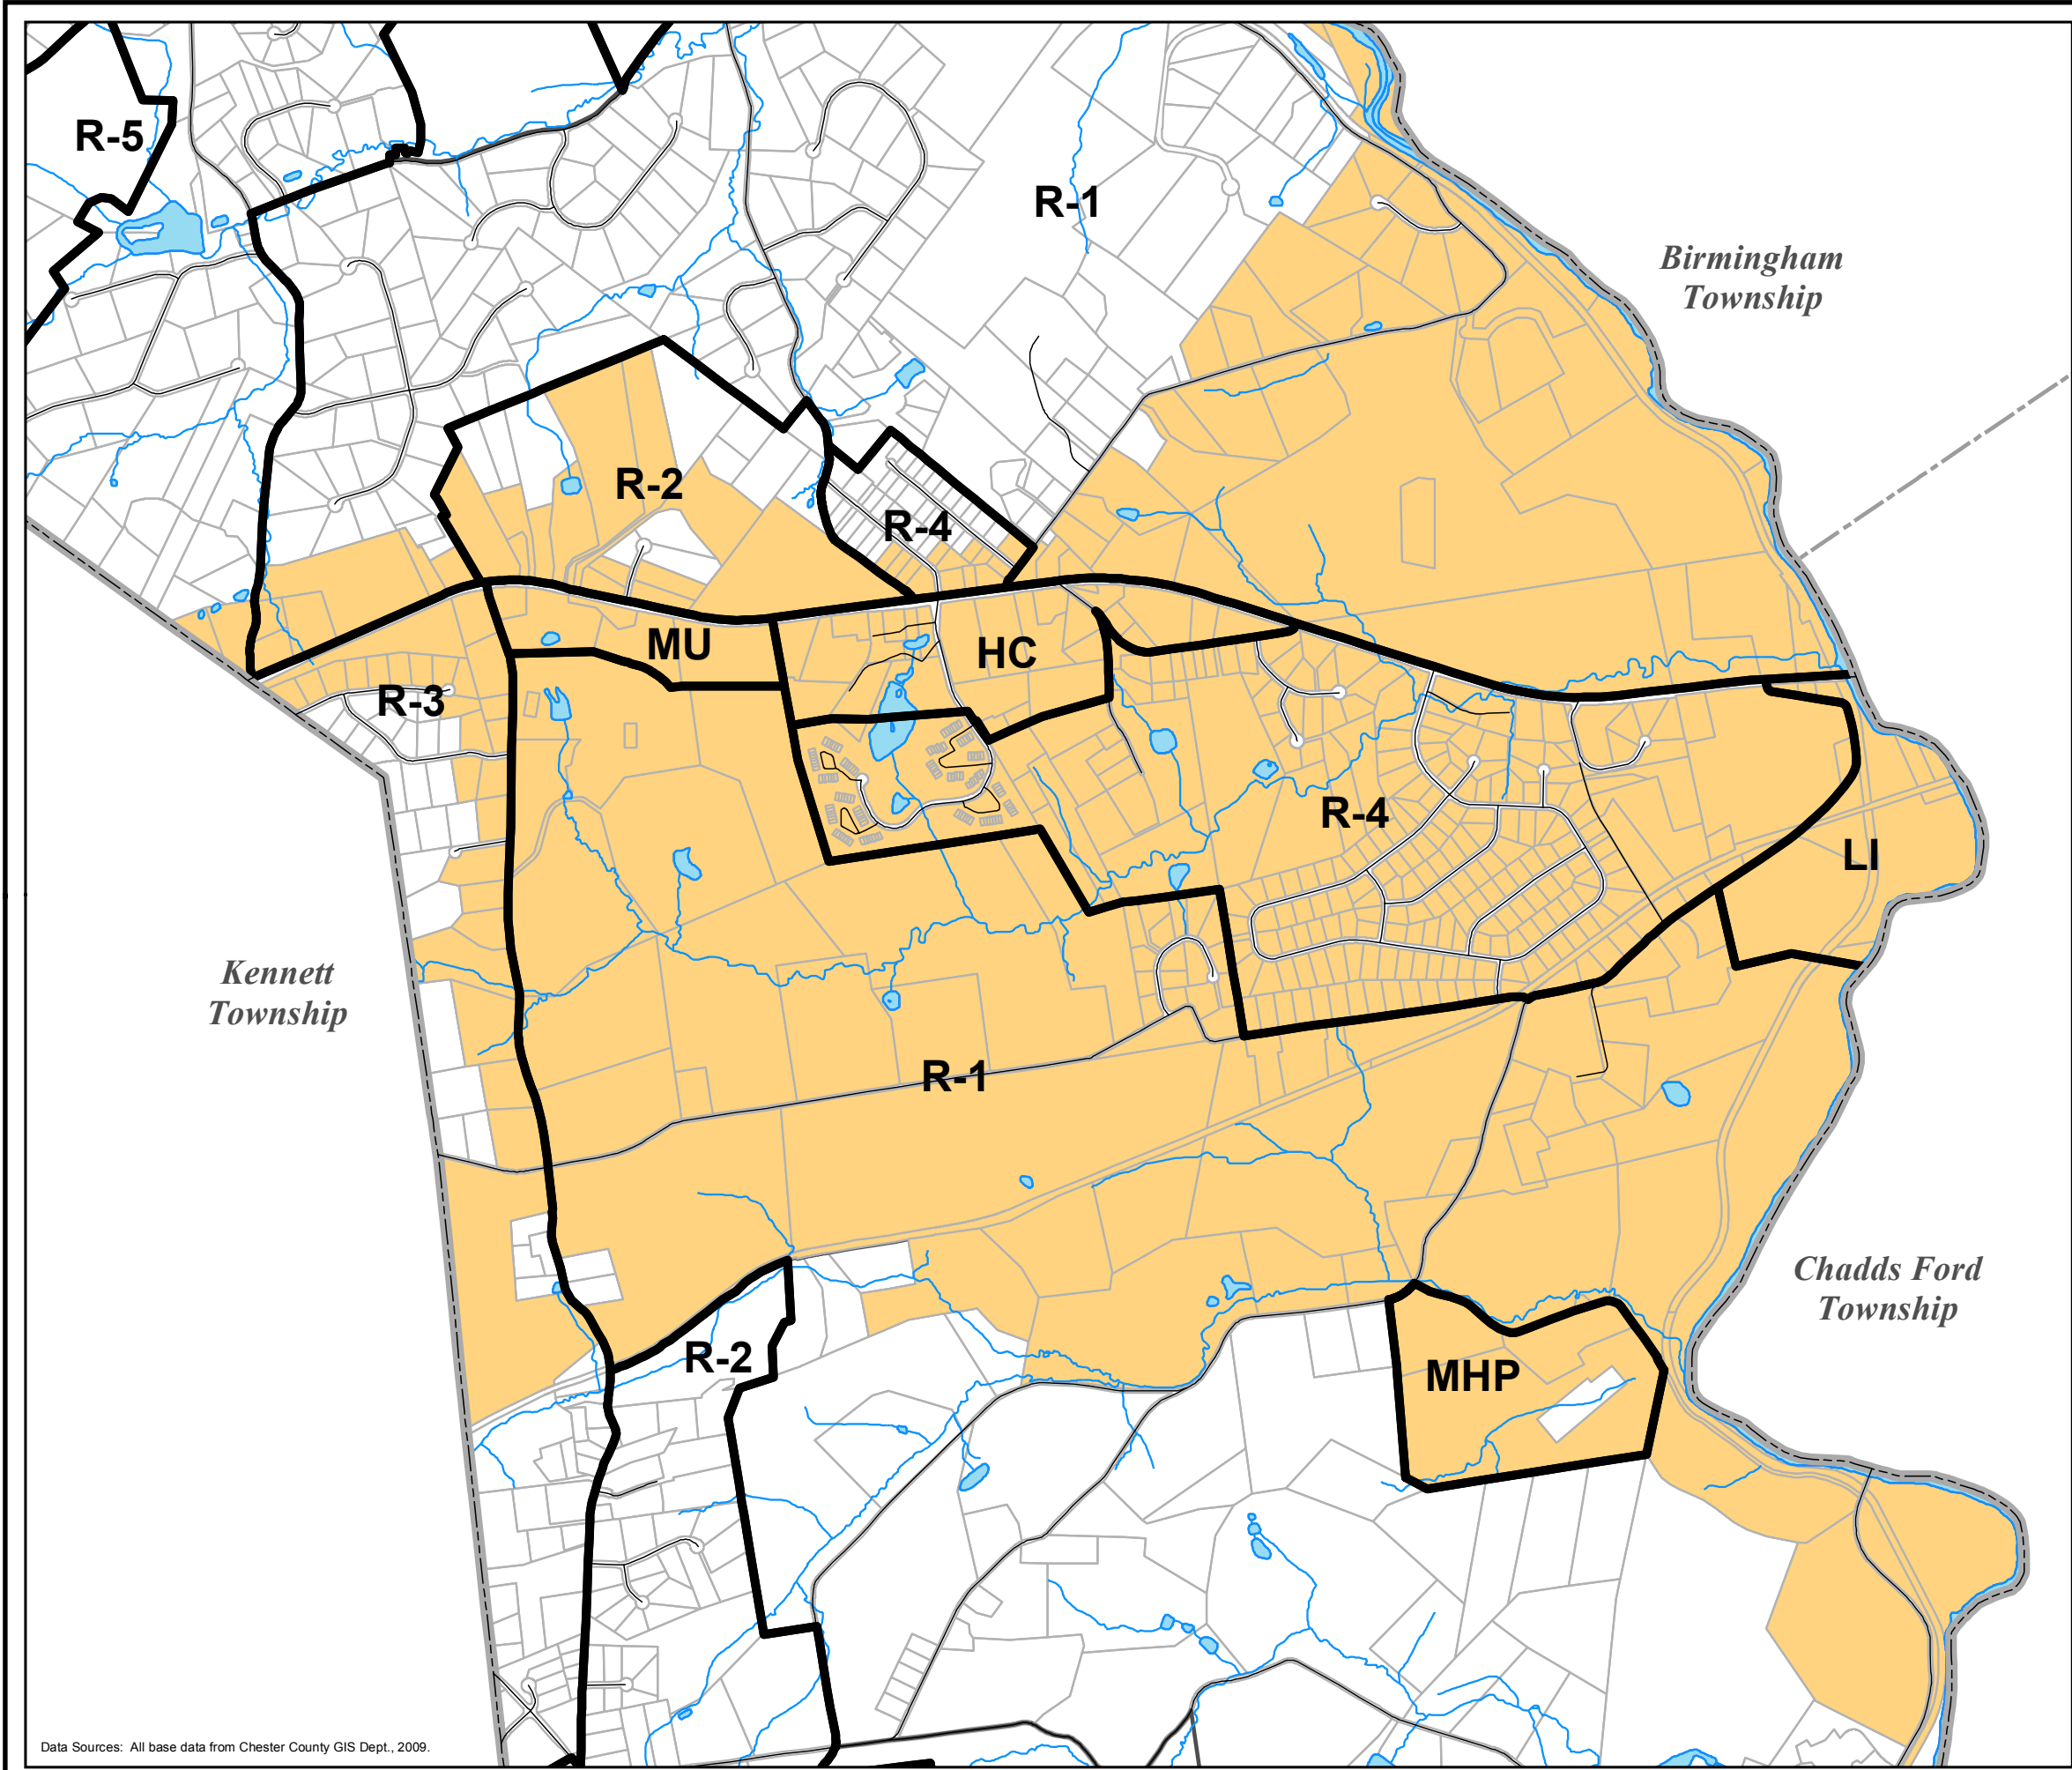 R-5
R-1
Birmingham
Township
R-2
R-4
MU
HC
R-3
R-4
LI
Kennett
Township
R-1
Chadds Ford
Township
R-2
MHP
Data Sources: All base data from Chester County GIS Dept., 2009.